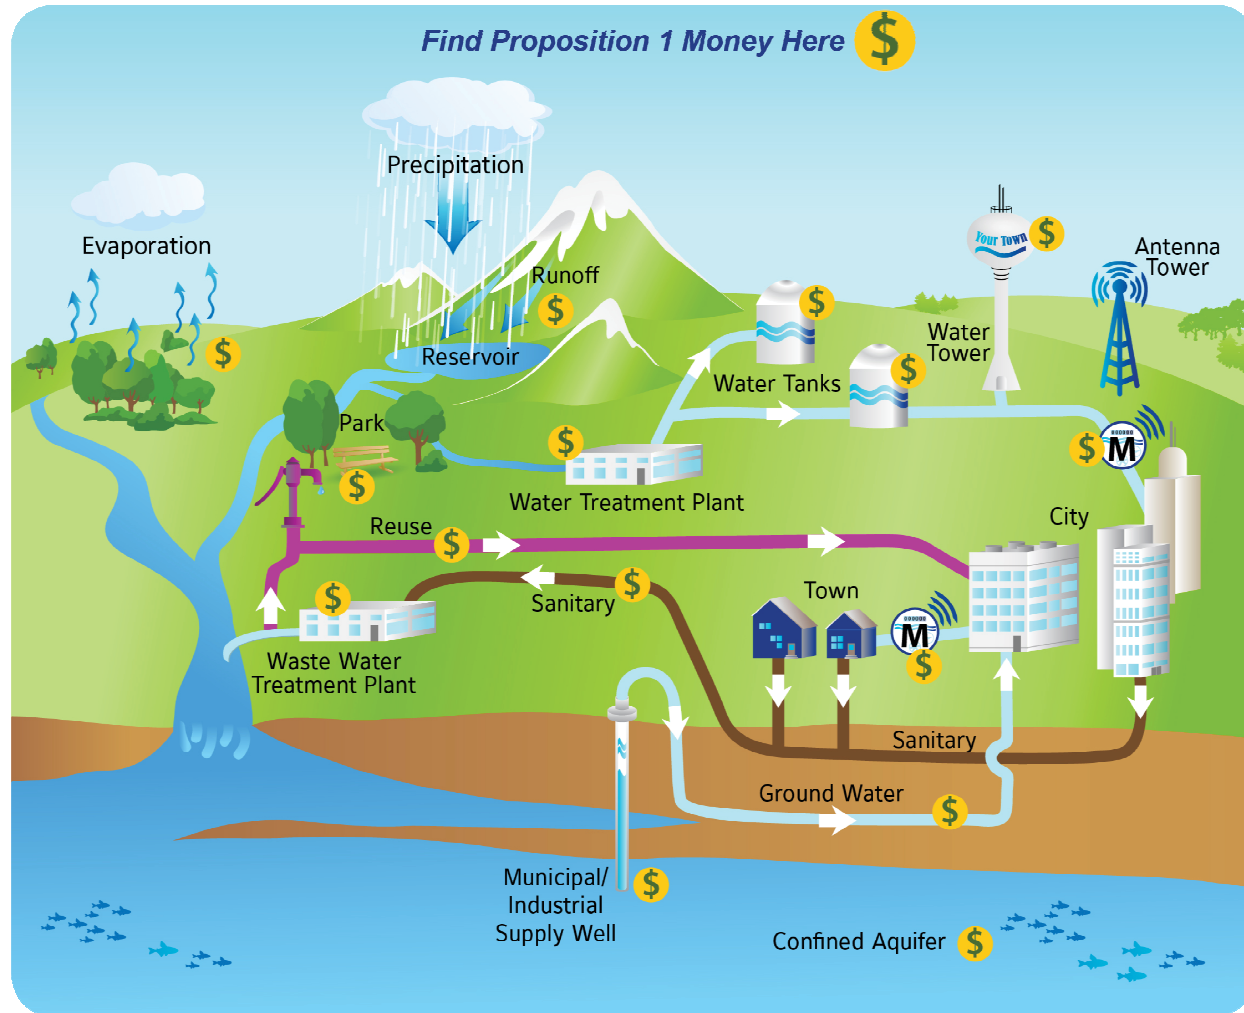 Find Proposition 1 Money Here $
Precipitation
Evaporation
$
Runoff
$
Reservoir
Your Town
$
Antenna
Tower
Water
Tower
$
Water Tanks
$
Park
$
$
Water Treatment Plant
$
M
City
Reuse
$
Sanitary
$
$
Waste Water
Treatment Plant
Town
M
$
Sanitary
Ground Water
$
Municipal/
Industrial
Supply Well
$
Confined Aquifer
$